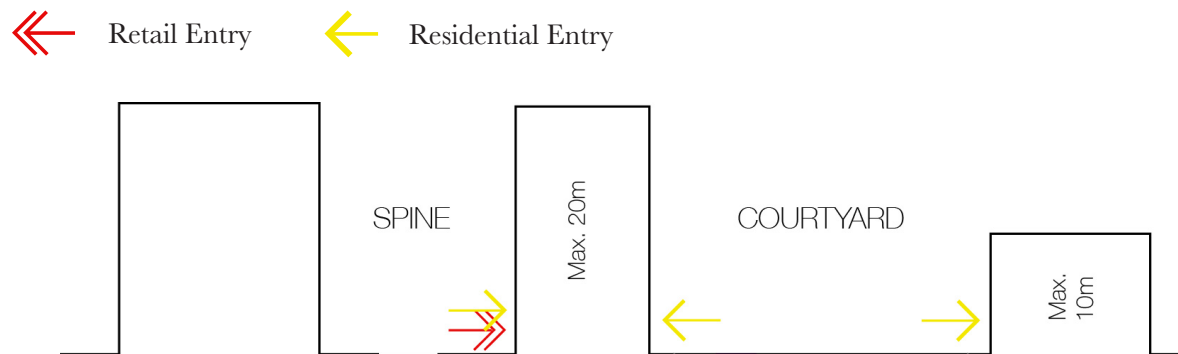 Retail Entry
Residential Entry
SPINE
Max. 20m
COURTYARD
Max.
10m